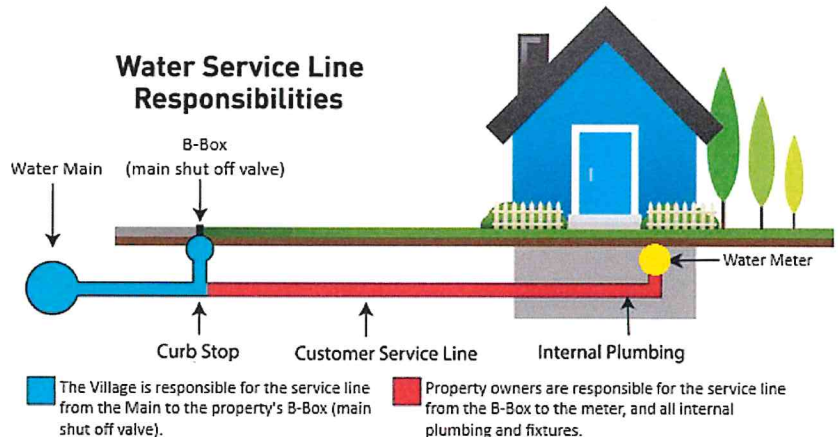 Water Service Line
Responsibilities
B-Box
(main shut off valve)
Water Main
Water Meter
Curb Stop
Customer Service Line
Internal Plumbing
The Village is responsible for the service line
from the Main to the property's B-Box (main
shut off valve).
Property owners are responsible for the service line
from the B-Box to the meter, and all internal
plumbing and fixtures.